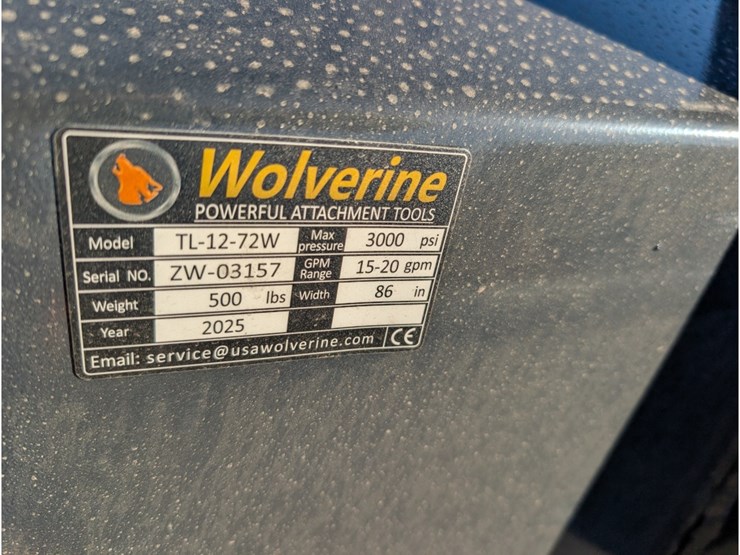 Wolverine
POWERFUL ATTACHMENT TOOLS
Model TL-12-72W Max pressure 3000 psi
Serial NO. ZW-03157 GPM Range 15-20 gpm
Weight 500 lbs Width 86 in
Year 2025
Email: service@usawolverine.com CE